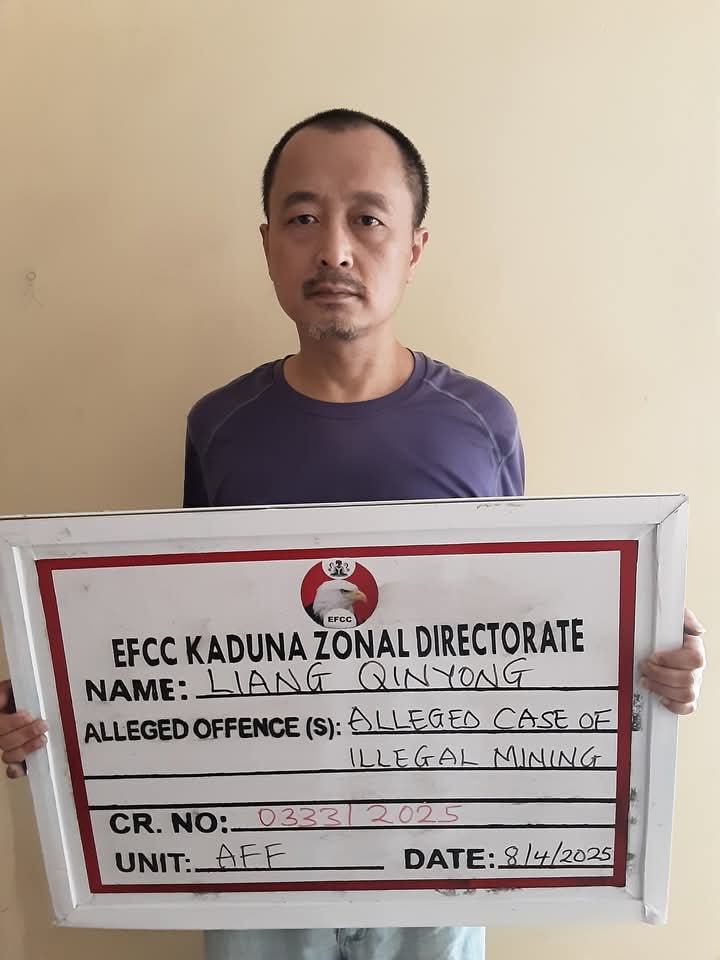 EFCC
EFCC KADUNA ZONAL DIRECTORATE
NAME: LIANG QINYONG
ALLEGED OFFENCE (S): ALLEGED CASE OF
ILLEGAL MINING
CR. NO: 0333/2025
UNIT: AFF DATE: 8/4/2025